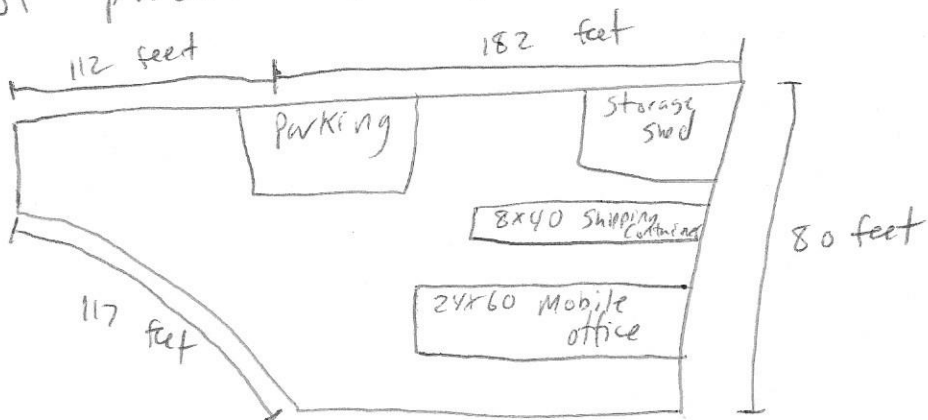 112 feet
182 feet
Parking
Storage
Shed
8x40 Shipping
Container
80 feet
24x60 Mobile
office
117
feet